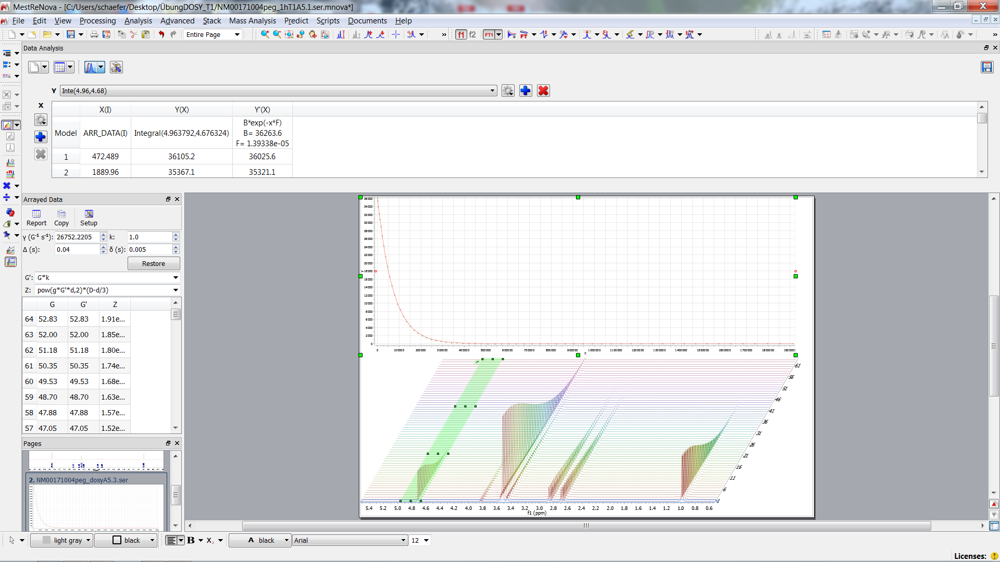 MestReNova - [C:/Users/schaefer/Desktop/ÜbungDOSY_T1/NM00171004peg_1hT1A5.1.ser.mnova*]
File Edit View Processing Analysis Advanced Stack Mass Analysis Predict Scripts Documents Help
Entire Page
f1 f2 FT1
Data Analysis
Y Inte(4.96,4.68)
X
X(I) Y(X) Y'(X)
Model ARR_DATA(I) Integral(4.963792,4.676324) B*exp(-x*F)
B= 36263.6
F= 1.39338e-05
1 472.489 36105.2 36025.6
2 1889.96 35367.1 35321.1
Arrayed Data
Report Copy Setup
γ (G⁻¹ s⁻¹): 26752.2205 k: 1.0
Δ (s): 0.04 δ (s): 0.005
Restore
G': G*k
Z: pow(g*G'*d,2)*(D-d/3)
G G' Z
64 52.83 52.83 1.91e...
63 52.00 52.00 1.85e...
62 51.18 51.18 1.80e...
61 50.35 50.35 1.74e...
60 49.53 49.53 1.68e...
59 48.70 48.70 1.63e...
58 47.88 47.88 1.57e...
57 47.05 47.05 1.52e...
Pages
2. NM00171004peg_dosyA5.3.ser
36000
34000
32000
30000
28000
26000
24000
22000
20000
18000
16000
14000
12000
10000
8000
6000
4000
2000
0
0 100000 200000 300000 400000 500000 600000 700000 800000 900000 1000000 1100000 1200000 1300000 1400000 1500000 1600000 1700000 1800000 1900000
x
61
56
51
46
41
36
31
26
21
16
11
6
1
5.4 5.2 5.0 4.8 4.6 4.4 4.2 4.0 3.8 3.6 3.4 3.2 3.0 2.8 2.6 2.4 2.2 2.0 1.8 1.6 1.4 1.2 1.0 0.8 0.6
f1 (ppm)
light gray black B X₂ A black Arial 12
Licenses: